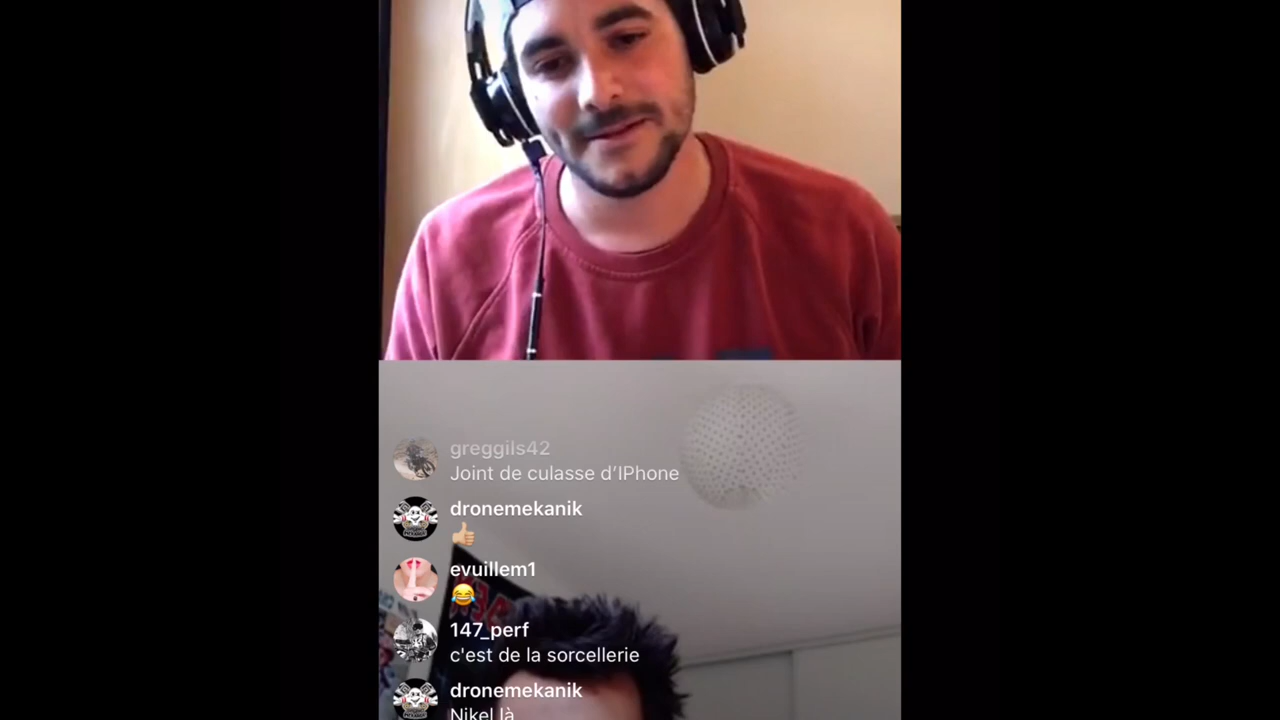 greggils42
Joint de culasse d’IPhone
dronemekanik
👍🏼
evuillem1
😂
147_perf
c'est de la sorcellerie
dronemekanik
Nikel là